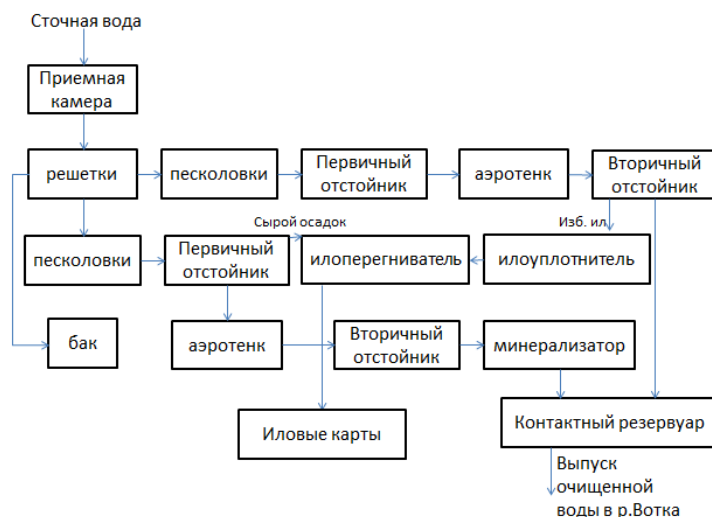 Сточная вода
Приемная
камера
решетки
песколовки
Первичный
отстойник
аэротенк
Вторичный
отстойник
Сырой осадок
Изб. ил
песколовки
Первичный
отстойник
илоперегниватель
илоуплотнитель
бак
аэротенк
Вторичный
отстойник
минерализатор
Иловые карты
Контактный резервуар
Выпуск
очищенной
воды в р.Вотка